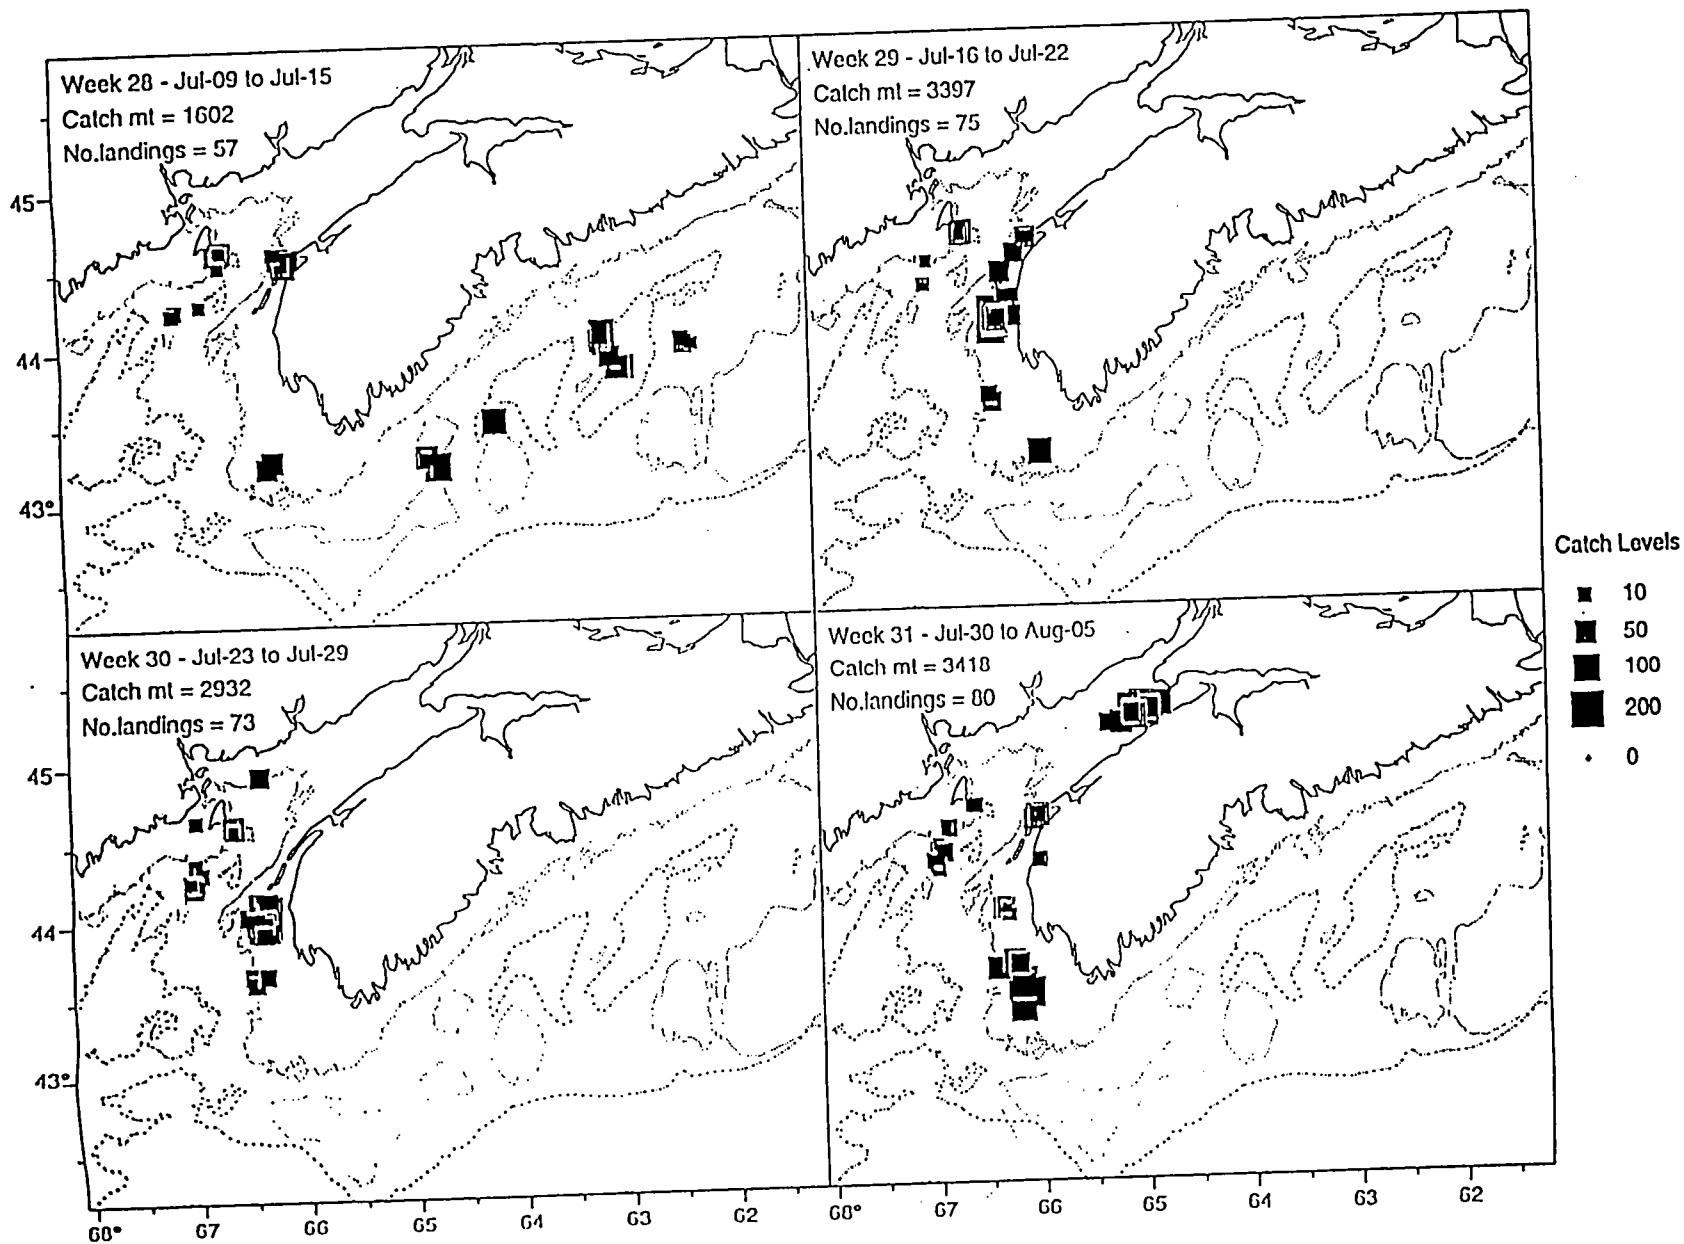 Week 28 - Jul-09 to Jul-15
Catch mt = 1602
No.landings = 57
Week 29 - Jul-16 to Jul-22
Catch mt = 3397
No.landings = 75
45
44
43°
Catch Levels
10
50
100
200
0
Week 30 - Jul-23 to Jul-29
Catch mt = 2932
No.landings = 73
Week 31 - Jul-30 to Aug-05
Catch mt = 3418
No.landings = 80
45
44
43°
68° 67 66 65 64 63 62
68° 67 66 65 64 63 62